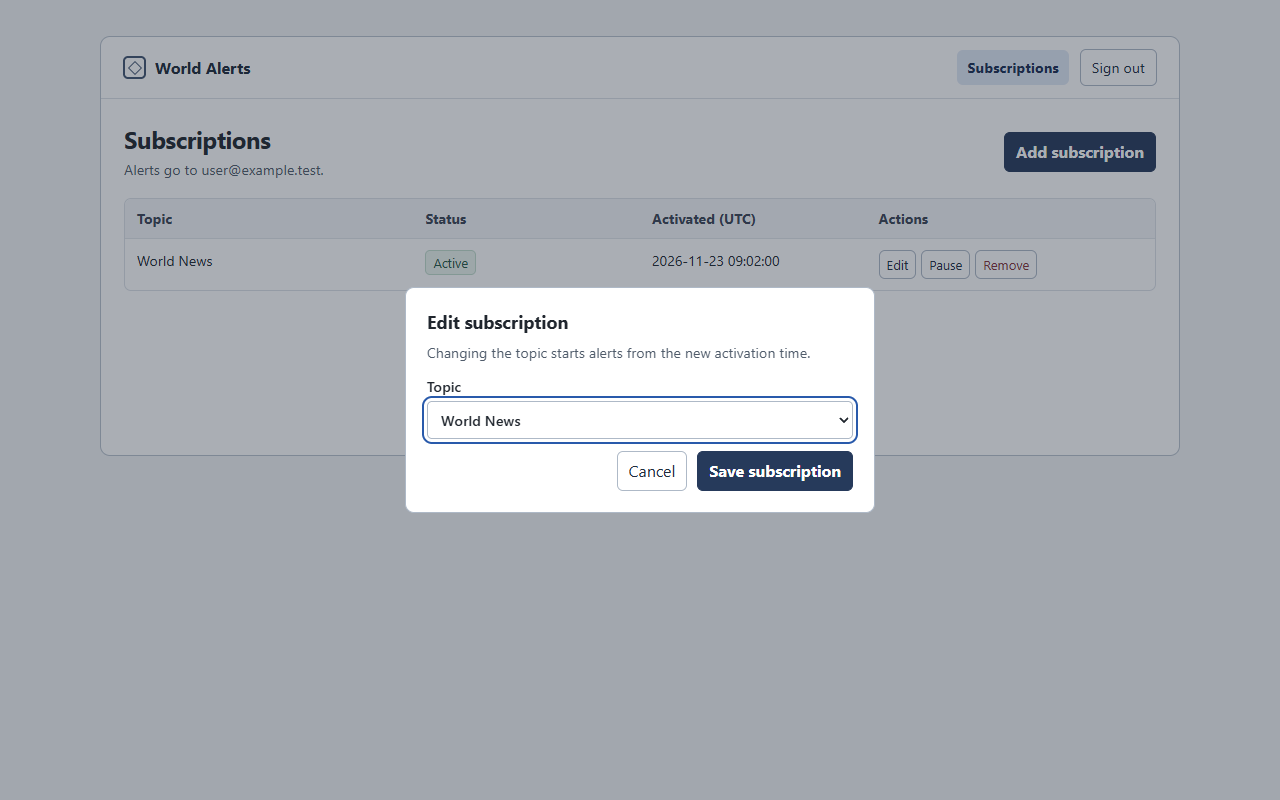 World Alerts
Subscriptions
Sign out
Subscriptions
Alerts go to user@example.test.
Add subscription
Topic Status Activated (UTC) Actions
World News Active 2026-11-23 09:02:00 Edit Pause Remove
Edit subscription
Changing the topic starts alerts from the new activation time.
Topic
World News
Cancel
Save subscription